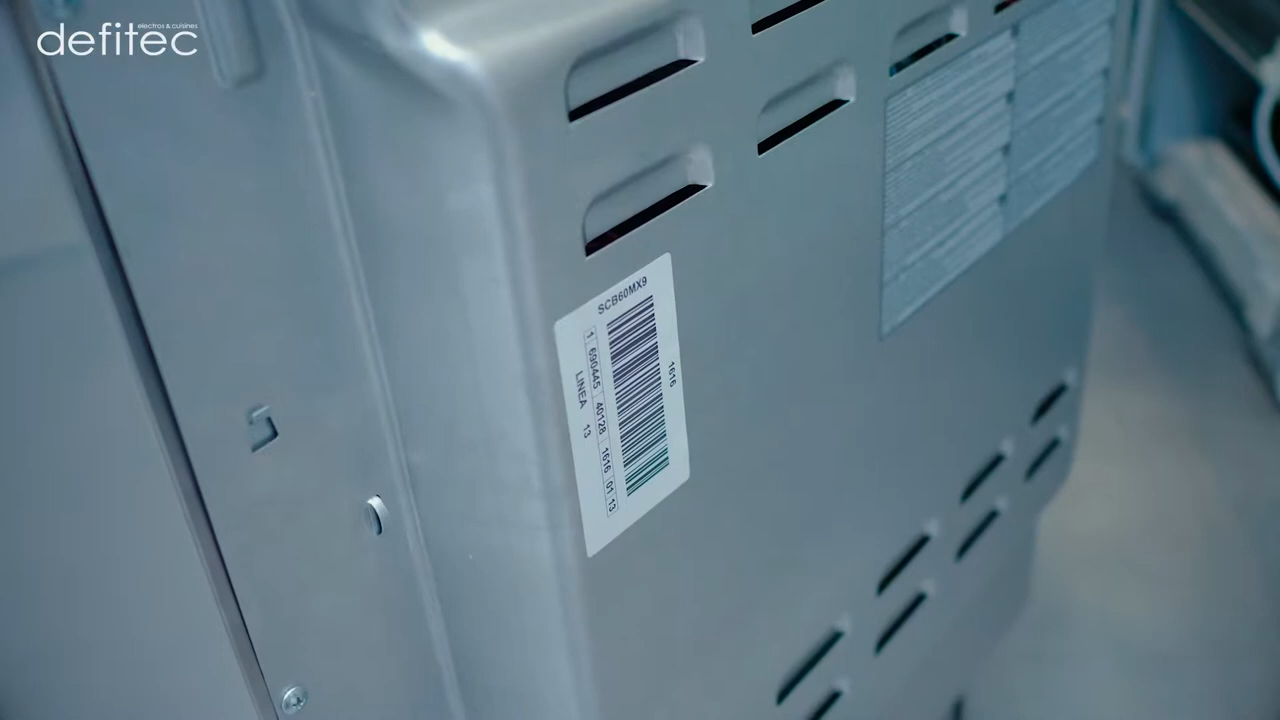 electros & cuisines
defitec
SCB60MX9
1616
1 690445 40128 1616 01 13
LINEA 13